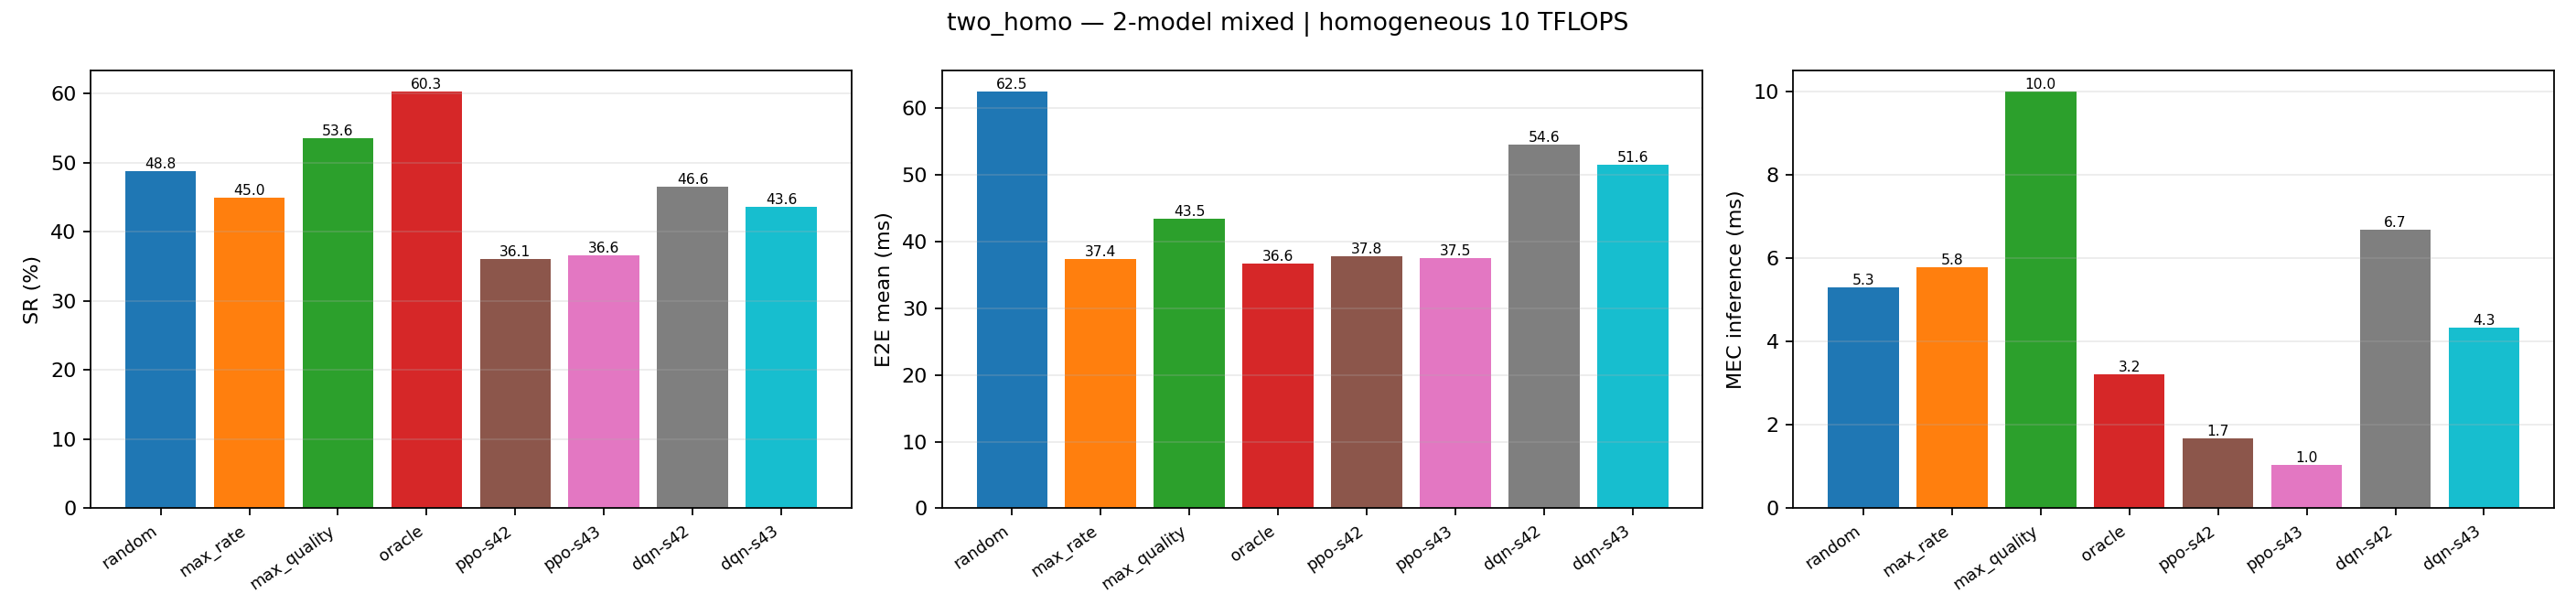 two_homo — 2-model mixed | homogeneous 10 TFLOPS
SR (%)
60
50
40
30
20
10
0
48.8
45.0
53.6
60.3
36.1
36.6
46.6
43.6
random
max_rate
max_quality
oracle
ppo-s42
ppo-s43
dqn-s42
dqn-s43
E2E mean (ms)
60
50
40
30
20
10
0
62.5
37.4
43.5
36.6
37.8
37.5
54.6
51.6
random
max_rate
max_quality
oracle
ppo-s42
ppo-s43
dqn-s42
dqn-s43
MEC inference (ms)
10
8
6
4
2
0
5.3
5.8
10.0
3.2
1.7
1.0
6.7
4.3
random
max_rate
max_quality
oracle
ppo-s42
ppo-s43
dqn-s42
dqn-s43